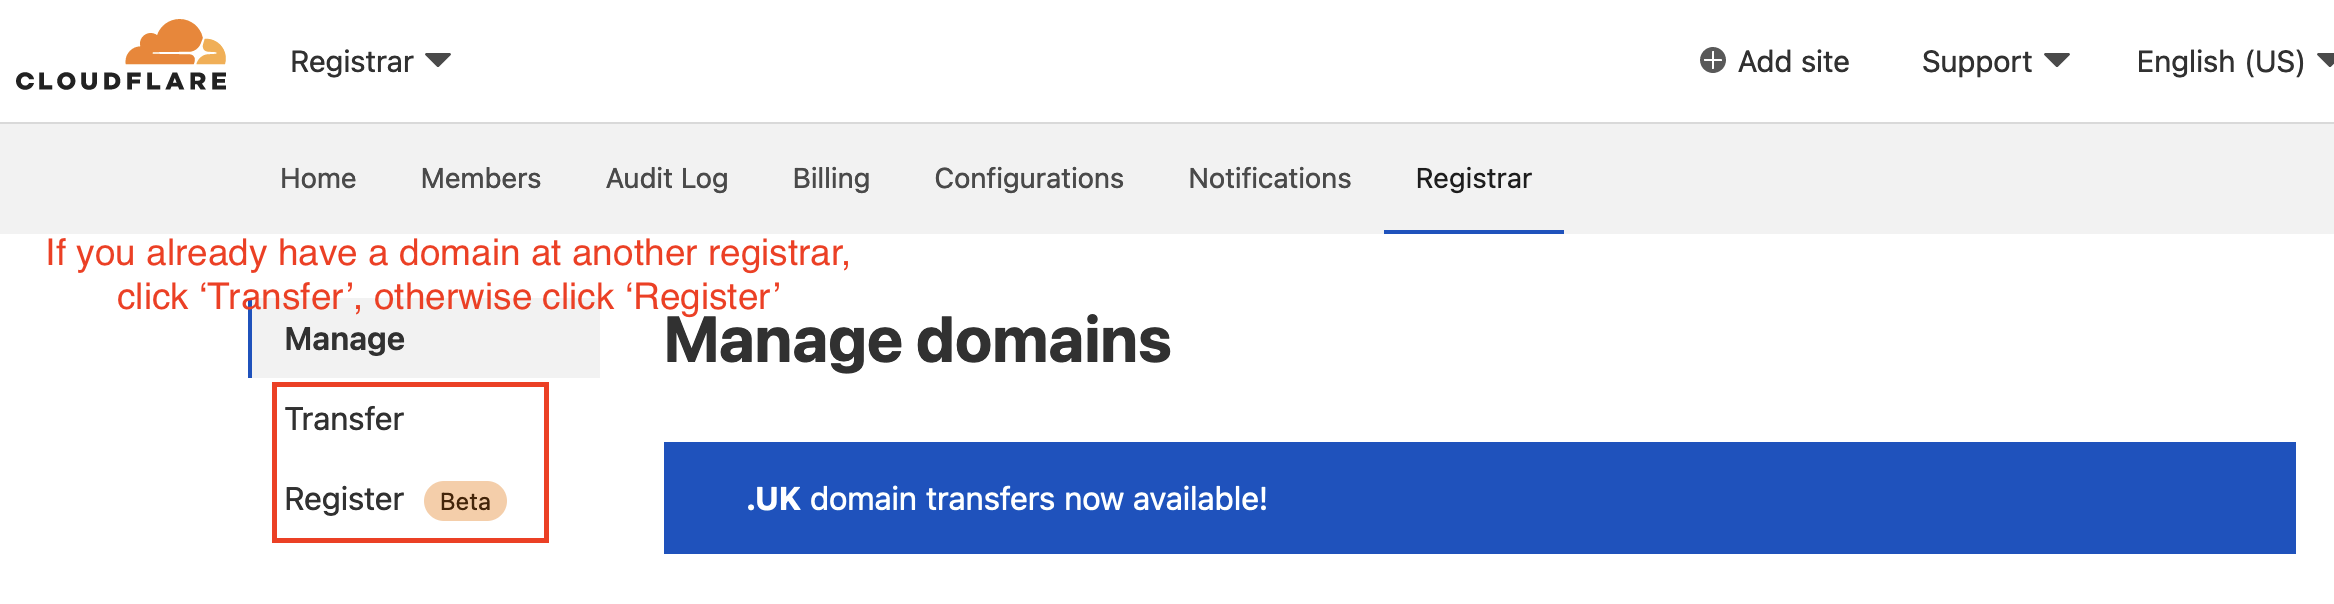 CLOUDFLARE
Registrar
Add site
Support
English (US)
Home
Members
Audit Log
Billing
Configurations
Notifications
Registrar
If you already have a domain at another registrar,
click ‘Transfer’, otherwise click ‘Register’
Manage
Transfer
Register Beta
Manage domains
.UK domain transfers now available!